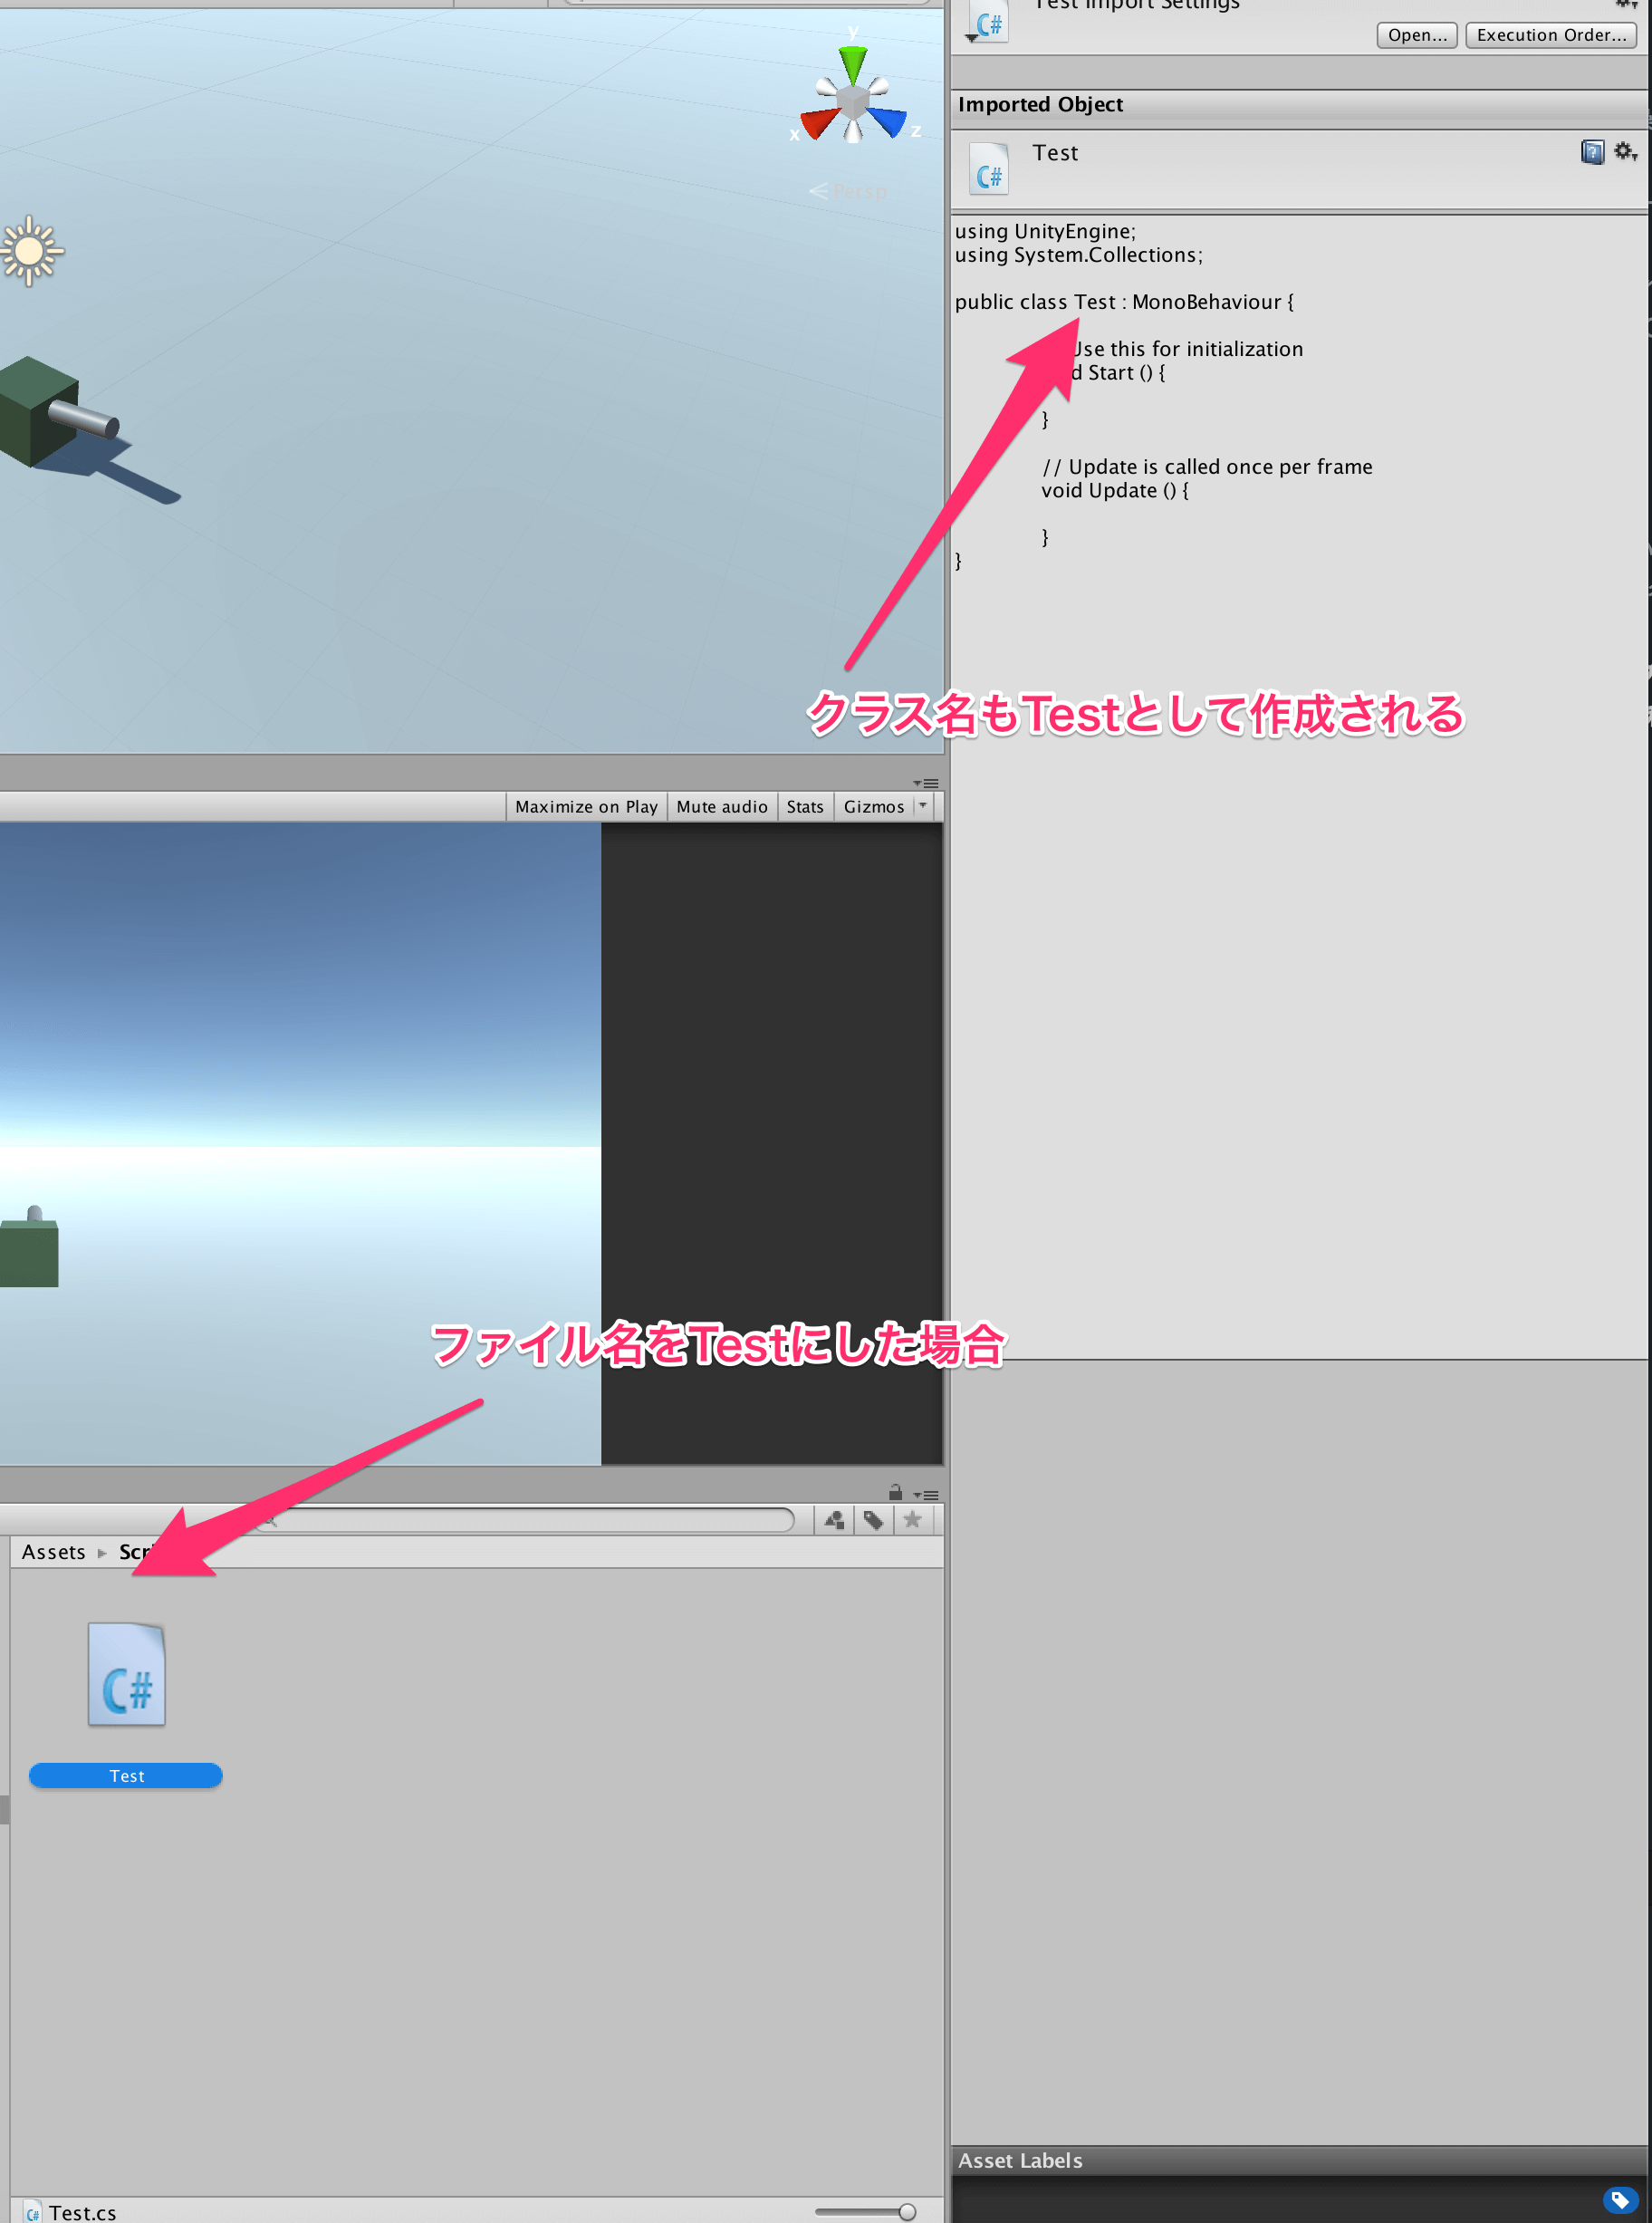 Test Import Settings
Open...
Execution Order...
Imported Object
Test
using UnityEngine;
using System.Collections;
public class Test : MonoBehaviour {
Use this for initialization
d Start () {
}
// Update is called once per frame
void Update () {
}
}
y
x
z
Persp
クラス名もTestとして作成される
Maximize on Play
Mute audio
Stats
Gizmos
ファイル名をTestにした場合
Assets
Scri
C#
Test
Test.cs
Asset Labels